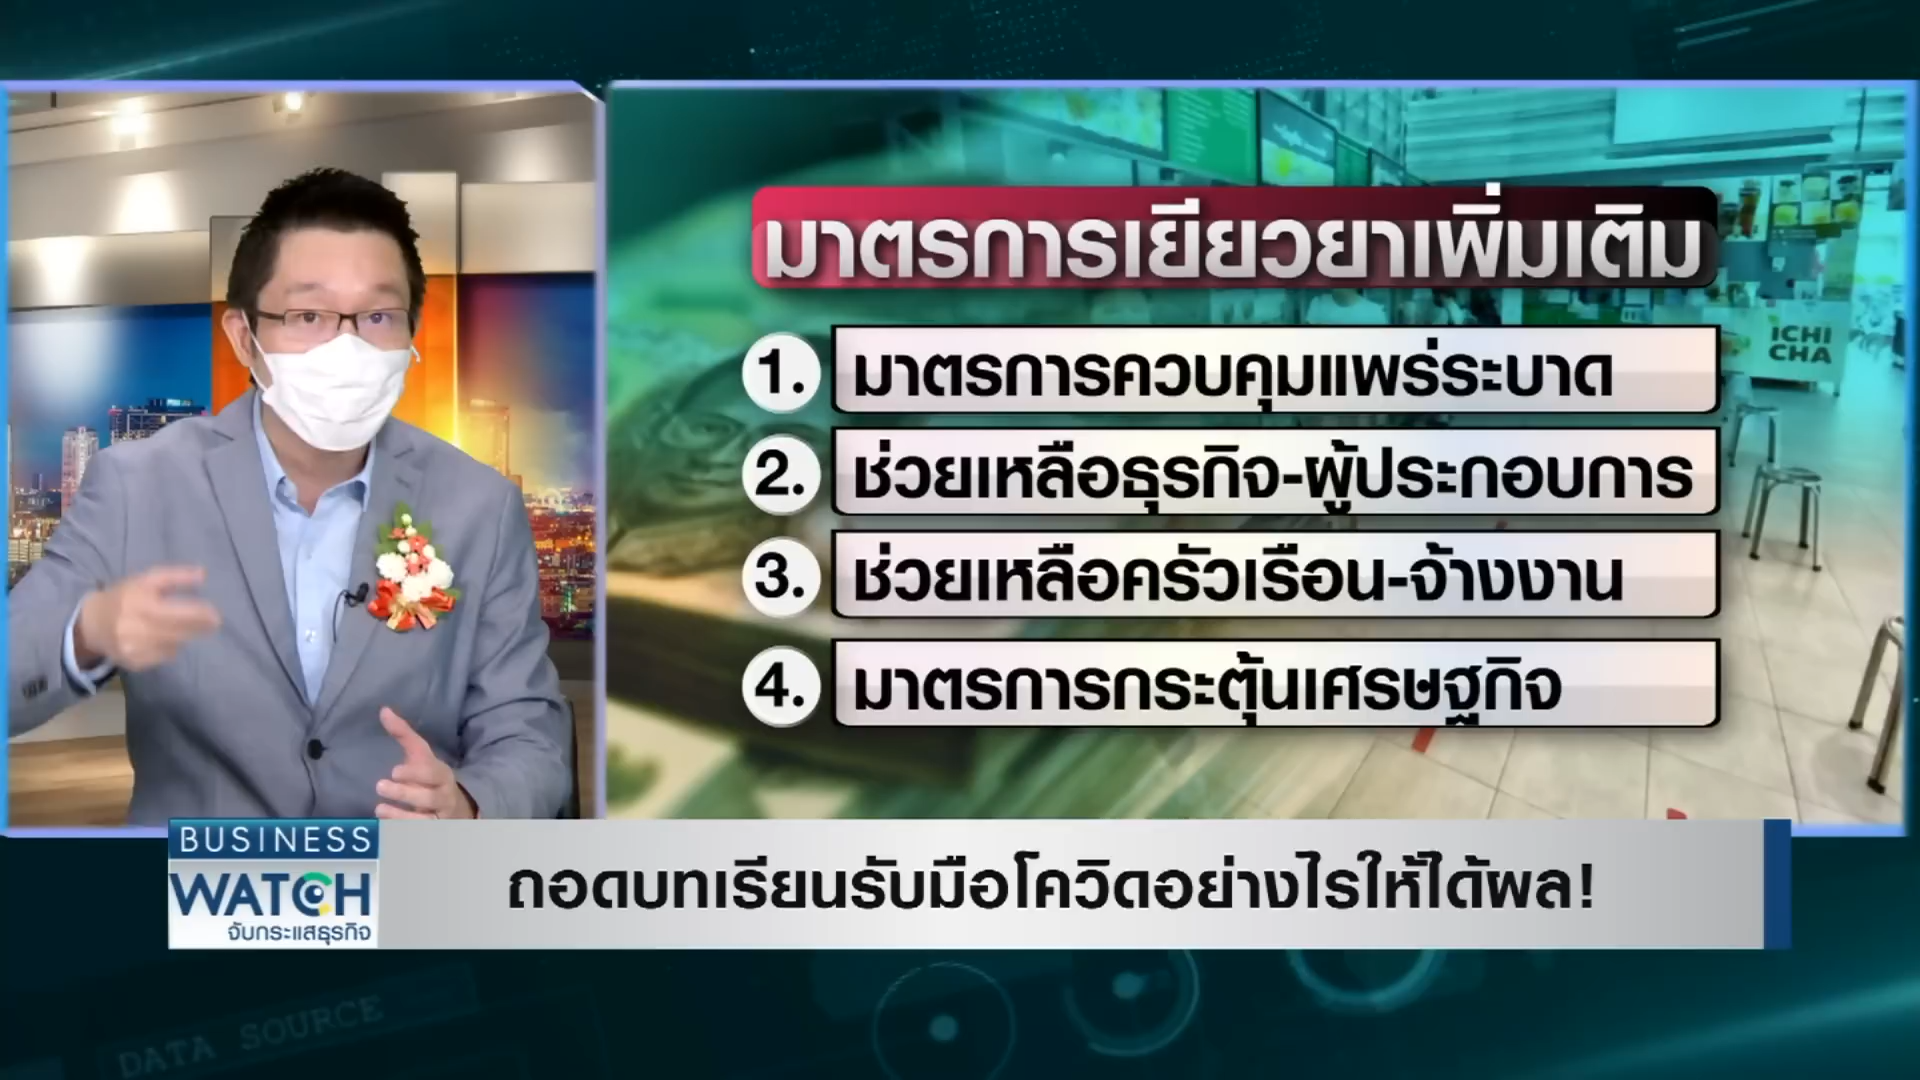 มาตรการเยียวยาเพิ่มเติม
1. มาตรการควบคุมแพร่ระบาด
2. ช่วยเหลือธุรกิจ-ผู้ประกอบการ
3. ช่วยเหลือครัวเรือน-จ้างงาน
4. มาตรการกระตุ้นเศรษฐกิจ
ICHI
CHA
BUSINESS
WATCH
จับกระแสธุรกิจ
ถอดบทเรียนรับมือโควิดอย่างไรให้ได้ผล!
DATA SOURCE